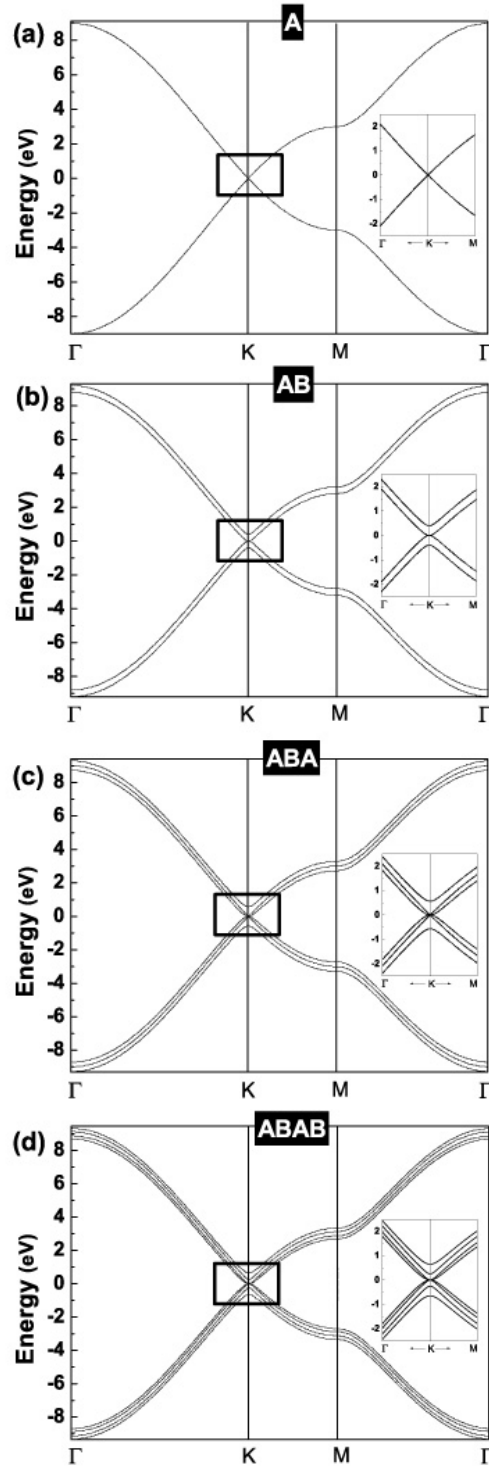 (a)
A
Energy (eV)
8
6
4
2
0
-2
-4
-6
-8
Γ
K
M
Γ
2
1
0
-1
-2
Γ
←K→
M
(b)
AB
Energy (eV)
8
6
4
2
0
-2
-4
-6
-8
Γ
K
M
Γ
2
1
0
-1
-2
Γ
←K→
M
(c)
ABA
Energy (eV)
8
6
4
2
0
-2
-4
-6
-8
Γ
K
M
Γ
2
1
0
-1
-2
Γ
←K→
M
(d)
ABAB
Energy (eV)
8
6
4
2
0
-2
-4
-6
-8
Γ
K
M
Γ
2
1
0
-1
-2
Γ
←K→
M